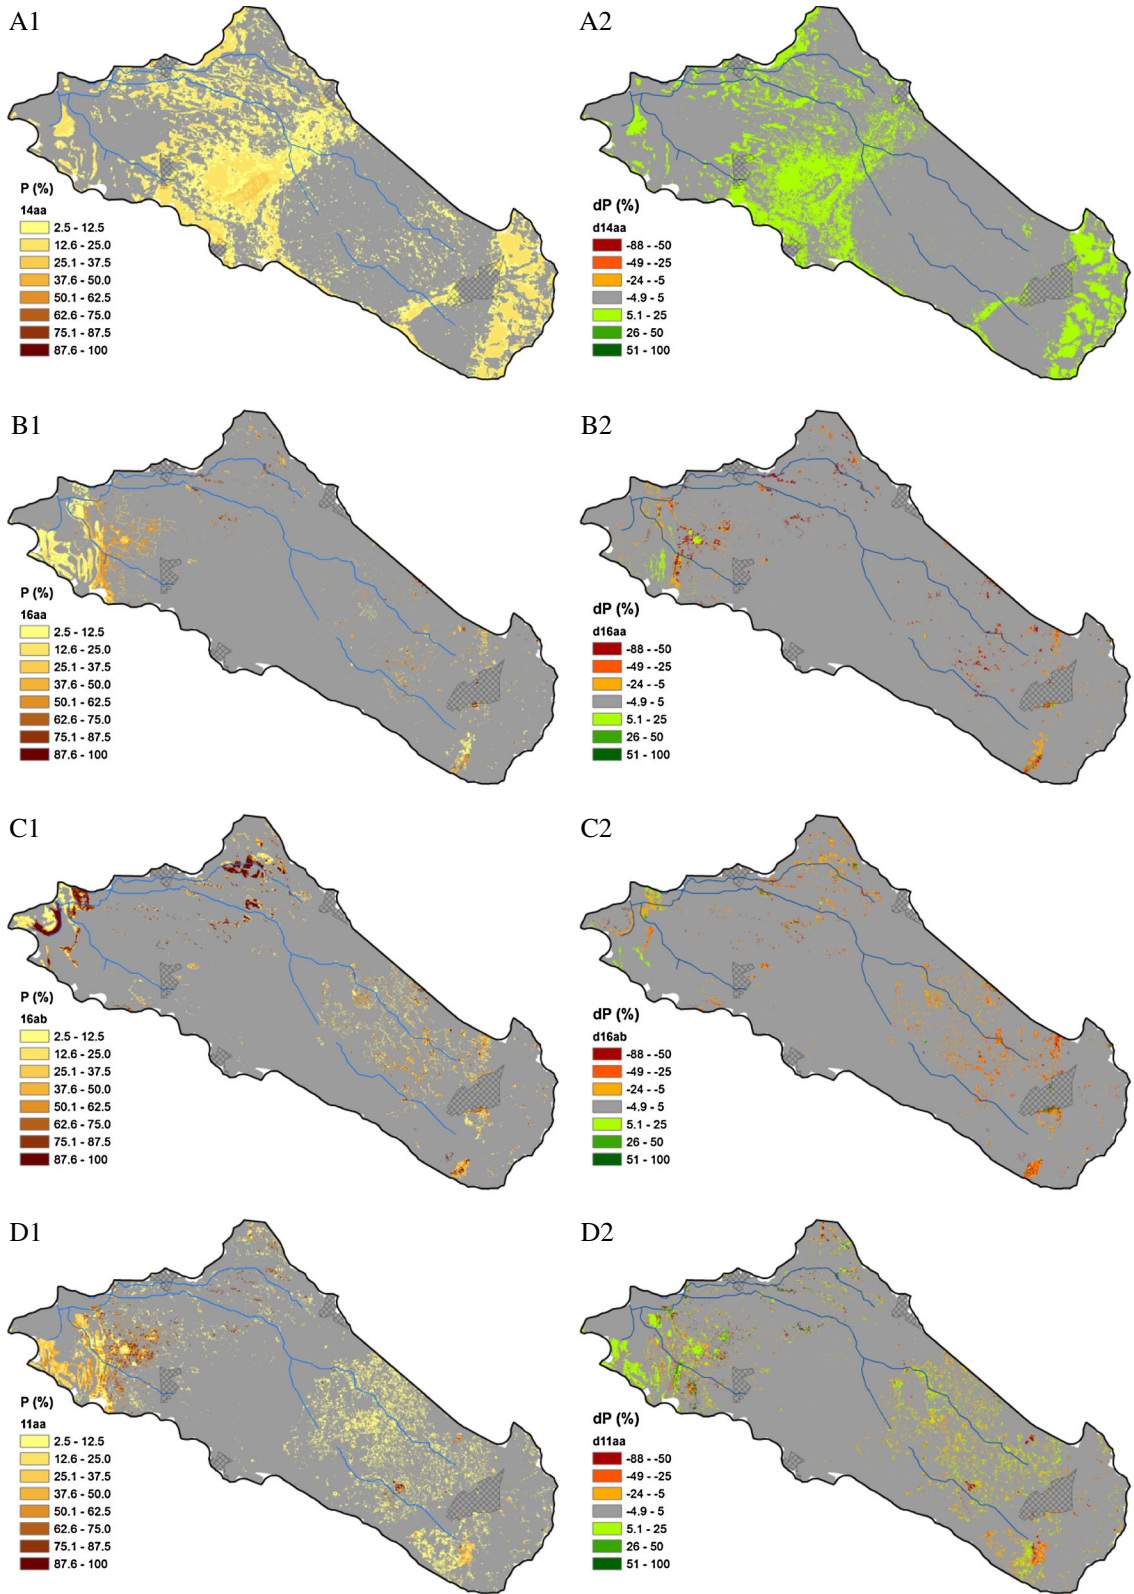 A1
P (%)
14aa
2.5 - 12.5
12.6 - 25.0
25.1 - 37.5
37.6 - 50.0
50.1 - 62.5
62.6 - 75.0
75.1 - 87.5
87.6 - 100
A2
dP (%)
d14aa
-88 - -50
-49 - -25
-24 - -5
-4.9 - 5
5.1 - 25
26 - 50
51 - 100
B1
P (%)
16aa
2.5 - 12.5
12.6 - 25.0
25.1 - 37.5
37.6 - 50.0
50.1 - 62.5
62.6 - 75.0
75.1 - 87.5
87.6 - 100
B2
dP (%)
d16aa
-88 - -50
-49 - -25
-24 - -5
-4.9 - 5
5.1 - 25
26 - 50
51 - 100
C1
P (%)
16ab
2.5 - 12.5
12.6 - 25.0
25.1 - 37.5
37.6 - 50.0
50.1 - 62.5
62.6 - 75.0
75.1 - 87.5
87.6 - 100
C2
dP (%)
d16ab
-88 - -50
-49 - -25
-24 - -5
-4.9 - 5
5.1 - 25
26 - 50
51 - 100
D1
P (%)
11aa
2.5 - 12.5
12.6 - 25.0
25.1 - 37.5
37.6 - 50.0
50.1 - 62.5
62.6 - 75.0
75.1 - 87.5
87.6 - 100
D2
dP (%)
d11aa
-88 - -50
-49 - -25
-24 - -5
-4.9 - 5
5.1 - 25
26 - 50
51 - 100